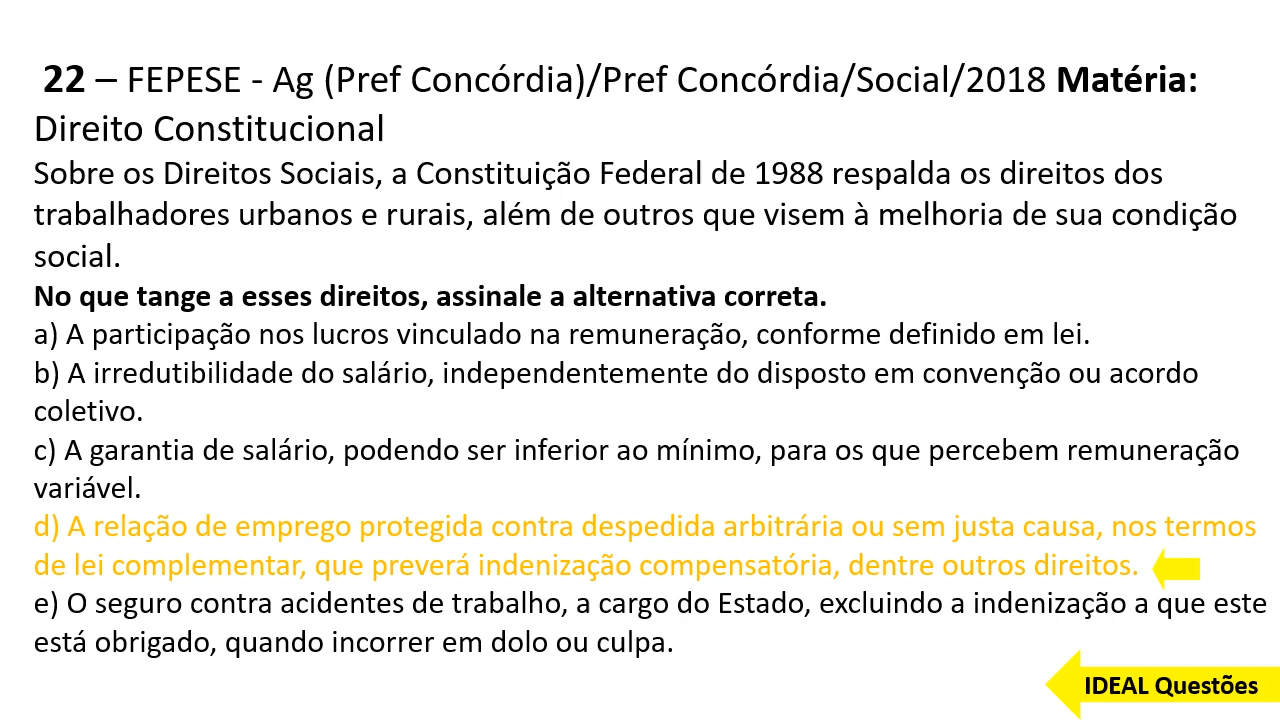 22 – FEPESE - Ag (Pref Concórdia)/Pref Concórdia/Social/2018 Matéria:
Direito Constitucional
Sobre os Direitos Sociais, a Constituição Federal de 1988 respalda os direitos dos
trabalhadores urbanos e rurais, além de outros que visem à melhoria de sua condição
social.
No que tange a esses direitos, assinale a alternativa correta.
a) A participação nos lucros vinculado na remuneração, conforme definido em lei.
b) A irredutibilidade do salário, independentemente do disposto em convenção ou acordo
coletivo.
c) A garantia de salário, podendo ser inferior ao mínimo, para os que percebem remuneração
variável.
d) A relação de emprego protegida contra despedida arbitrária ou sem justa causa, nos termos
de lei complementar, que preverá indenização compensatória, dentre outros direitos.
e) O seguro contra acidentes de trabalho, a cargo do Estado, excluindo a indenização a que este
está obrigado, quando incorrer em dolo ou culpa.
IDEAL Questões